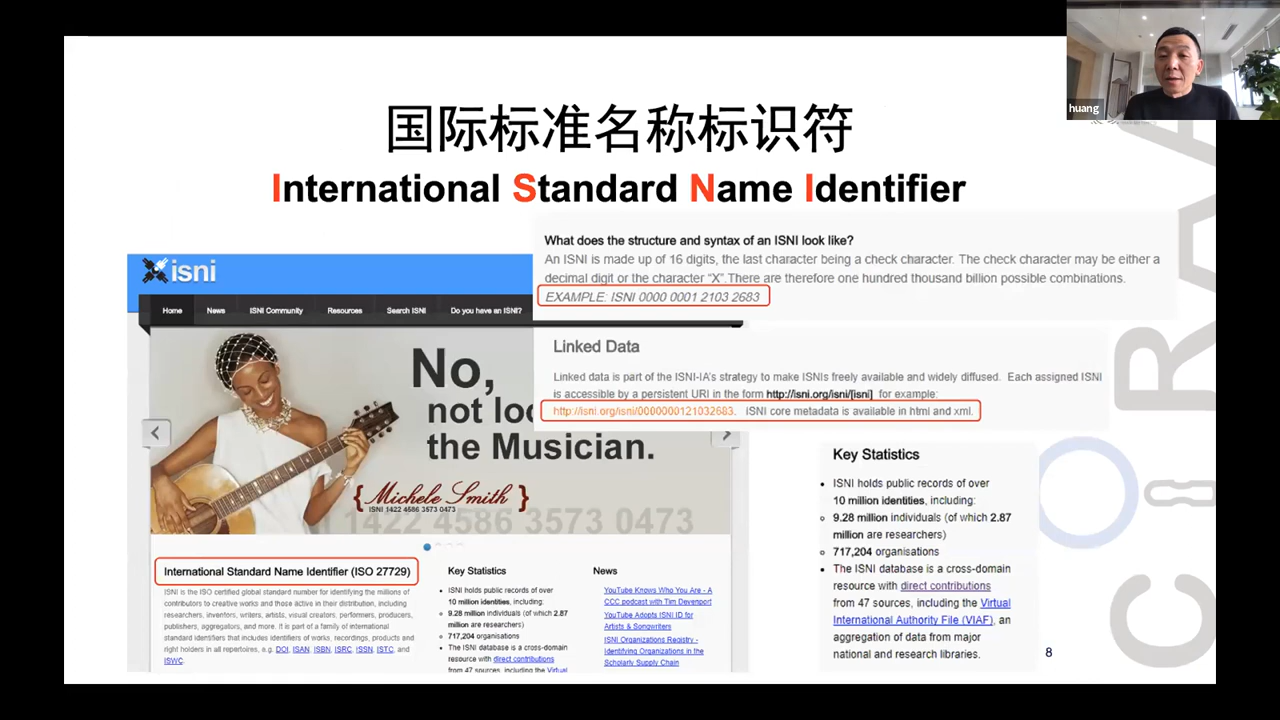 huang
国际标准名称标识符
International Standard Name Identifier
What does the structure and syntax of an ISNI look like?
An ISNI is made up of 16 digits, the last character being a check character. The check character may be either a
decimal digit or the character "X".There are therefore one hundred thousand billion possible combinations.
EXAMPLE: ISNI 0000 0001 2103 2683
isni
Home News ISNI Community Resources Search ISNI Do you have an ISNI?
Linked Data
Linked data is part of the ISNI-IA's strategy to make ISNIs freely available and widely diffused. Each assigned ISNI
is accessible by a persistent URI in the form http://isni.org/isni/[isni] for example:
http://isni.org/isni/0000000121032683. ISNI core metadata is available in html and xml.
No,
not loc
the Musician.
{ Michele Smith }
ISNI 1422 4586 3573 0473
1422 4586 3573 0473
International Standard Name Identifier (ISO 27729)
ISNI is the ISO certified global standard number for identifying the millions of
contributors to creative works and those active in their distribution, including
researchers, inventors, writers, artists, visual creators, performers, producers,
publishers, aggregators, and more. It is part of a family of international
standard identifiers that includes identifiers of works, recordings, products and
right holders in all repertoires, e.g. DOI, ISAN, ISBN, ISRC, ISSN, ISTC, and
ISWC.
Key Statistics
ISNI holds public records of over
10 million identities, including:
9.28 million individuals (of which 2.87
million are researchers)
717,204 organisations
The ISNI database is a cross-domain
resource with direct contributions
from 47 sources, including the Virtual
News
YouTube Knows Who You Are - A
CCC podcast with Tim Devenport
YouTube Adopts ISNI ID for
Artists & Songwriters
ISNI Organizations Registry -
Identifying Organizations in the
Scholarly Supply Chain
Key Statistics
ISNI holds public records of over
10 million identities, including:
9.28 million individuals (of which 2.87
million are researchers)
717,204 organisations
The ISNI database is a cross-domain
resource with direct contributions
from 47 sources, including the Virtual
International Authority File (VIAF), an
aggregation of data from major
national and research libraries.
8